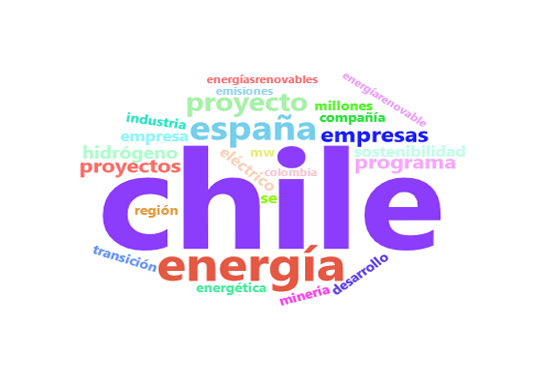 energíasrenovables
energíarenovable
emisiones
proyecto
millones
industria
compañía
españa
empresa
empresas
hidrógeno
eléctrico
mw
sostenibilidad
proyectos
colombia
programa
chile
se
región
transición
energía
desarrollo
energética
minería